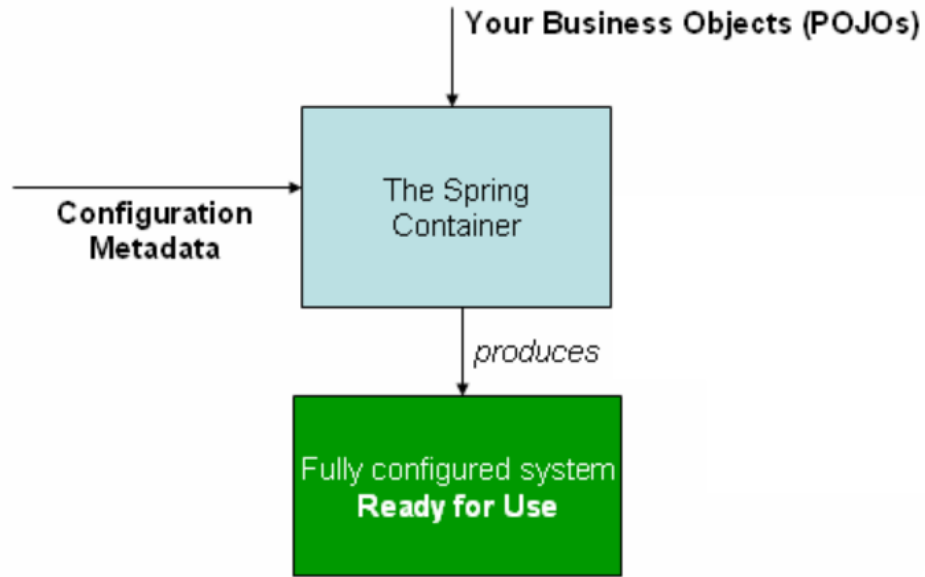 Your Business Objects (POJOs)
The Spring
Container
Configuration
Metadata
produces
Fully configured system
Ready for Use